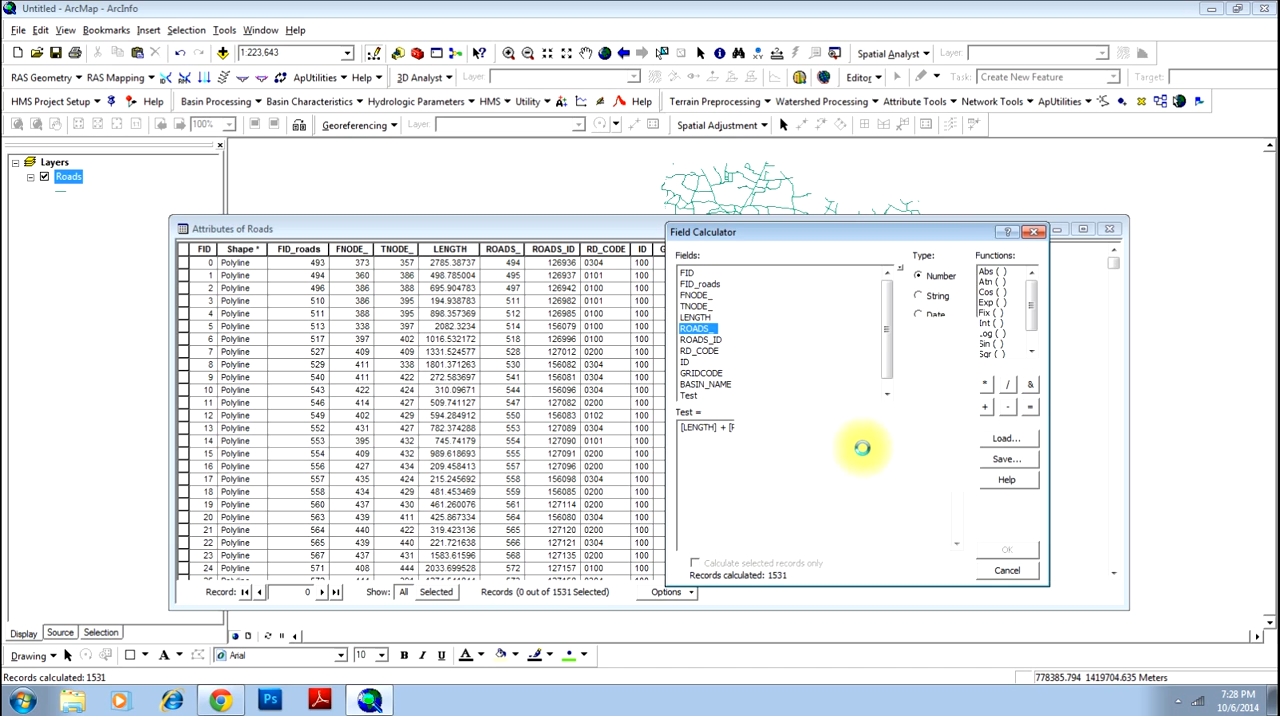 Untitled - ArcMap - ArcInfo
File Edit View Bookmarks Insert Selection Tools Window Help
1:223,643 Spatial Analyst Layer:
RAS Geometry RAS Mapping ApUtilities Help 3D Analyst Layer: Editor Task: Create New Feature Target:
HMS Project Setup Help Basin Processing Basin Characteristics Hydrologic Parameters HMS Utility Help Terrain Preprocessing Watershed Processing Attribute Tools Network Tools ApUtilities
100% Georeferencing Layer: Spatial Adjustment
Layers
Roads
Attributes of Roads
FID Shape * FID_roads FNODE_ TNODE_ LENGTH ROADS_ ROADS_ID RD_CODE ID G
0 Polyline 493 373 357 2785.38737 494 126936 0304 100
1 Polyline 494 360 386 498.785004 495 126937 0101 100
2 Polyline 496 386 388 695.904783 497 126942 0100 100
3 Polyline 510 386 395 194.938783 511 126982 0101 100
4 Polyline 511 388 395 898.357369 512 126985 0100 100
5 Polyline 513 338 397 2082.3234 514 156079 0100 100
6 Polyline 517 397 402 1016.532172 518 126996 0100 100
7 Polyline 527 409 409 1331.524577 528 127012 0200 100
8 Polyline 529 411 338 1801.371263 530 156082 0304 100
9 Polyline 540 411 422 272.583697 541 156081 0304 100
10 Polyline 543 422 424 310.09671 544 156096 0304 100
11 Polyline 546 414 427 509.741127 547 127082 0200 100
12 Polyline 549 402 429 594.284912 550 156083 0102 100
13 Polyline 552 427 431 782.374288 553 127089 0304 100
14 Polyline 553 395 432 745.74179 554 127090 0101 100
15 Polyline 554 409 432 989.618693 555 127091 0200 100
16 Polyline 556 427 434 209.458413 557 127096 0200 100
17 Polyline 557 424 435 215.245692 558 156098 0304 100
18 Polyline 558 434 429 481.453469 559 156085 0200 100
19 Polyline 560 437 430 461.260076 561 127114 0200 100
20 Polyline 563 439 411 425.867334 564 156080 0304 100
21 Polyline 564 440 422 319.423136 565 127120 0200 100
22 Polyline 565 439 440 221.721638 566 127121 0304 100
23 Polyline 567 437 431 1583.61596 568 127135 0200 100
24 Polyline 571 408 444 2033.699528 572 127157 0100 100
Record: 0 Show: All Selected Records (0 out of 1531 Selected) Options
Field Calculator
Fields: Type: Functions:
FID
FID_roads
FNODE_
TNODE_
LENGTH
ROADS_
ROADS_ID
RD_CODE
ID
GRIDCODE
BASIN_NAME
Test
Number
String
Date
Abs ( )
Atn ( )
Cos ( )
Exp ( )
Fix ( )
Int ( )
Log ( )
Sin ( )
Sqr ( )
* / &
+ - =
Test =
[LENGTH] + [
Load...
Save...
Help
Calculate selected records only
Records calculated: 1531
OK
Cancel
Display Source Selection
Drawing Arial 10 B I U A
Records calculated: 1531 778385.794 1419704.635 Meters
7:28 PM
10/6/2014